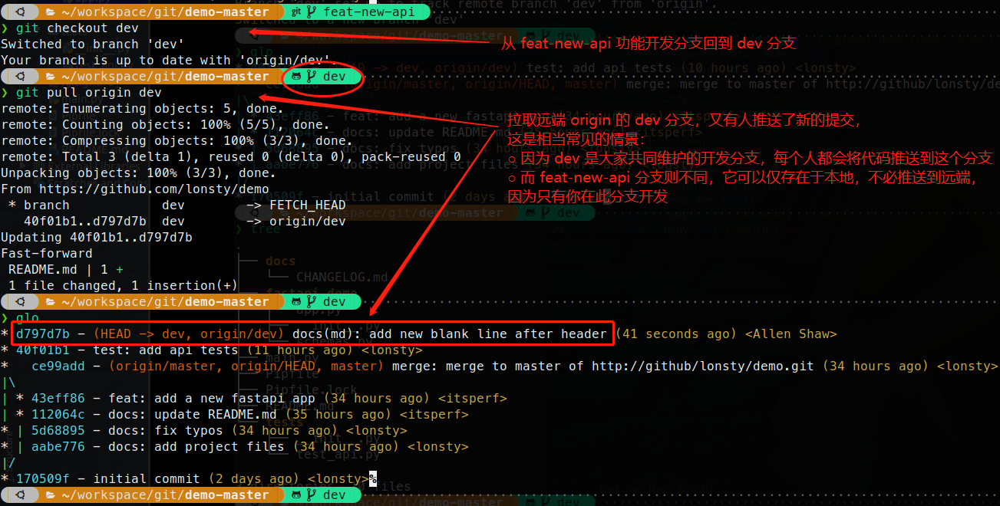 ~/workspace/git/demo-master git feat-new-api
❯ git checkout dev
Switched to branch 'dev'
从 feat-new-api 功能开发分支回到 dev 分支
Your branch is up to date with 'origin/dev'.
~/workspace/git/demo-master dev
❯ git pull origin dev
remote: Enumerating objects: 5, done.
remote: Counting objects: 100% (5/5), done.
remote: Compressing objects: 100% (3/3), done.
remote: Total 3 (delta 1), reused 0 (delta 0), pack-reused 0
Unpacking objects: 100% (3/3), done.
From https://github.com/lonsty/demo
* branch dev -> FETCH_HEAD
40f01b1..d797d7b dev -> origin/dev
拉取远端 origin 的 dev 分支，又有人推送了新的提交，
这是相当常见的情景：
○ 因为 dev 是大家共同维护的开发分支，每个人都会将代码推送到这个分支
○ 而 feat-new-api 分支则不同，它可以仅存在于本地，不必推送到远端，
因为只有你在此分支开发
Updating 40f01b1..d797d7b
Fast-forward
README.md | 1 +
1 file changed, 1 insertion(+)
~/workspace/git/demo-master dev
❯ glo
* d797d7b - (HEAD -> dev, origin/dev) docs(md): add new blank line after header (41 seconds ago) <Allen Shaw>
* 40f01b1 - test: add api tests (11 hours ago) <lonsty>
* ce99add - (origin/master, origin/HEAD, master) merge: merge to master of http://github/lonsty/demo.git (34 hours ago) <lonsty>
|\
| * 43eff86 - feat: add a new fastapi app (34 hours ago) <itsperf>
| * 112064c - docs: update README.md (35 hours ago) <itsperf>
* | 5d68895 - docs: fix typos (34 hours ago) <lonsty>
* | aabe776 - docs: add project files (34 hours ago) <lonsty>
|/
* 170509f - initial commit (2 days ago) <lonsty>%
~/workspace/git/demo-master dev